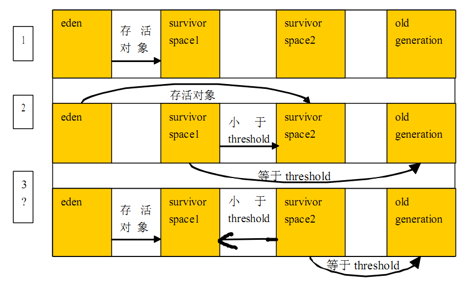 1
eden
存 活
对象
survivor
space1
survivor
space2
old
generation
2
存活对象
eden
survivor
space1
小 于
threshold
survivor
space2
old
generation
等于 threshold
3
?
eden
存 活
对象
survivor
space1
小 于
threshold
survivor
space2
old
generation
等于 threshold